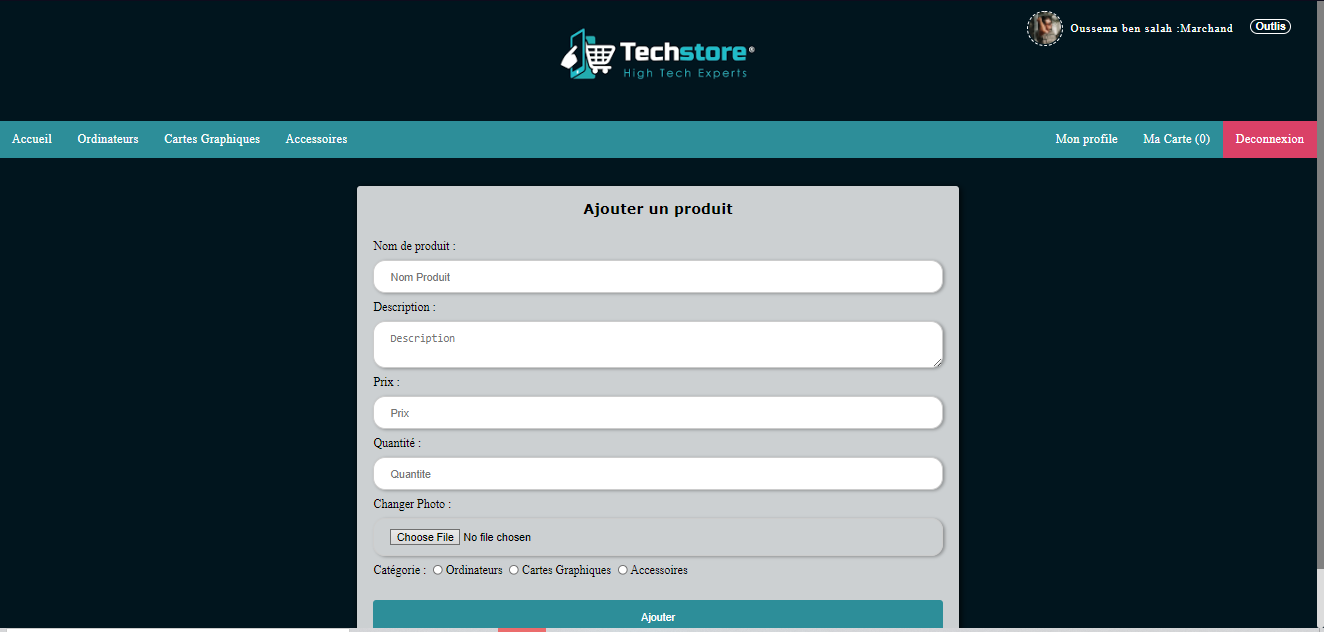 Oussema ben salah :Marchand Outlis
Techstore®
High Tech Experts
Accueil Ordinateurs Cartes Graphiques Accessoires Mon profile Ma Carte (0) Deconnexion
Ajouter un produit
Nom de produit :
Nom Produit
Description :
Description
Prix :
Prix
Quantité :
Quantite
Changer Photo :
Choose File No file chosen
Catégorie : Ordinateurs Cartes Graphiques Accessoires
Ajouter